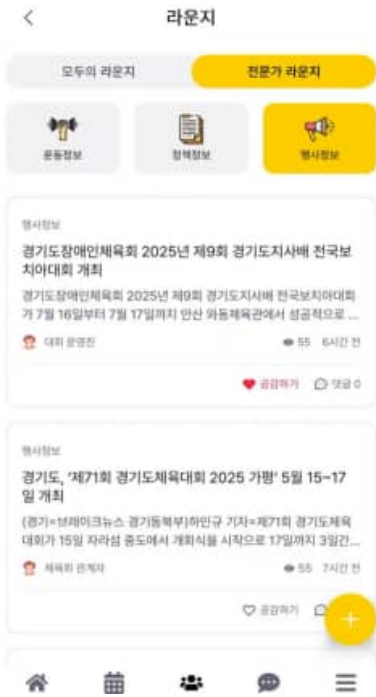 라운지
모두의 라운지 전문가 라운지
운동정보 정책정보 행사정보
행사정보
경기도장애인체육회 2025년 제9회 경기도지사배 전국보
치아대회 개최
경기도장애인체육회 2025년 제9회 경기도지사배 전국보치아대회
가 7월 16일부터 7월 17일까지 안산 와동체육관에서 성공적으로 ...
대회 운영진 55 6시간 전
공감하기 댓글 0
행사정보
경기도, '제71회 경기도체육대회 2025 가평' 5월 15~17
일 개최
(경기=브레이크뉴스 경기동북부)하인규 기자=제71회 경기도체육
대회가 15일 자라섬 중도에서 개회식을 시작으로 17일까지 3일간...
체육회 관계자 55 7시간 전
공감하기